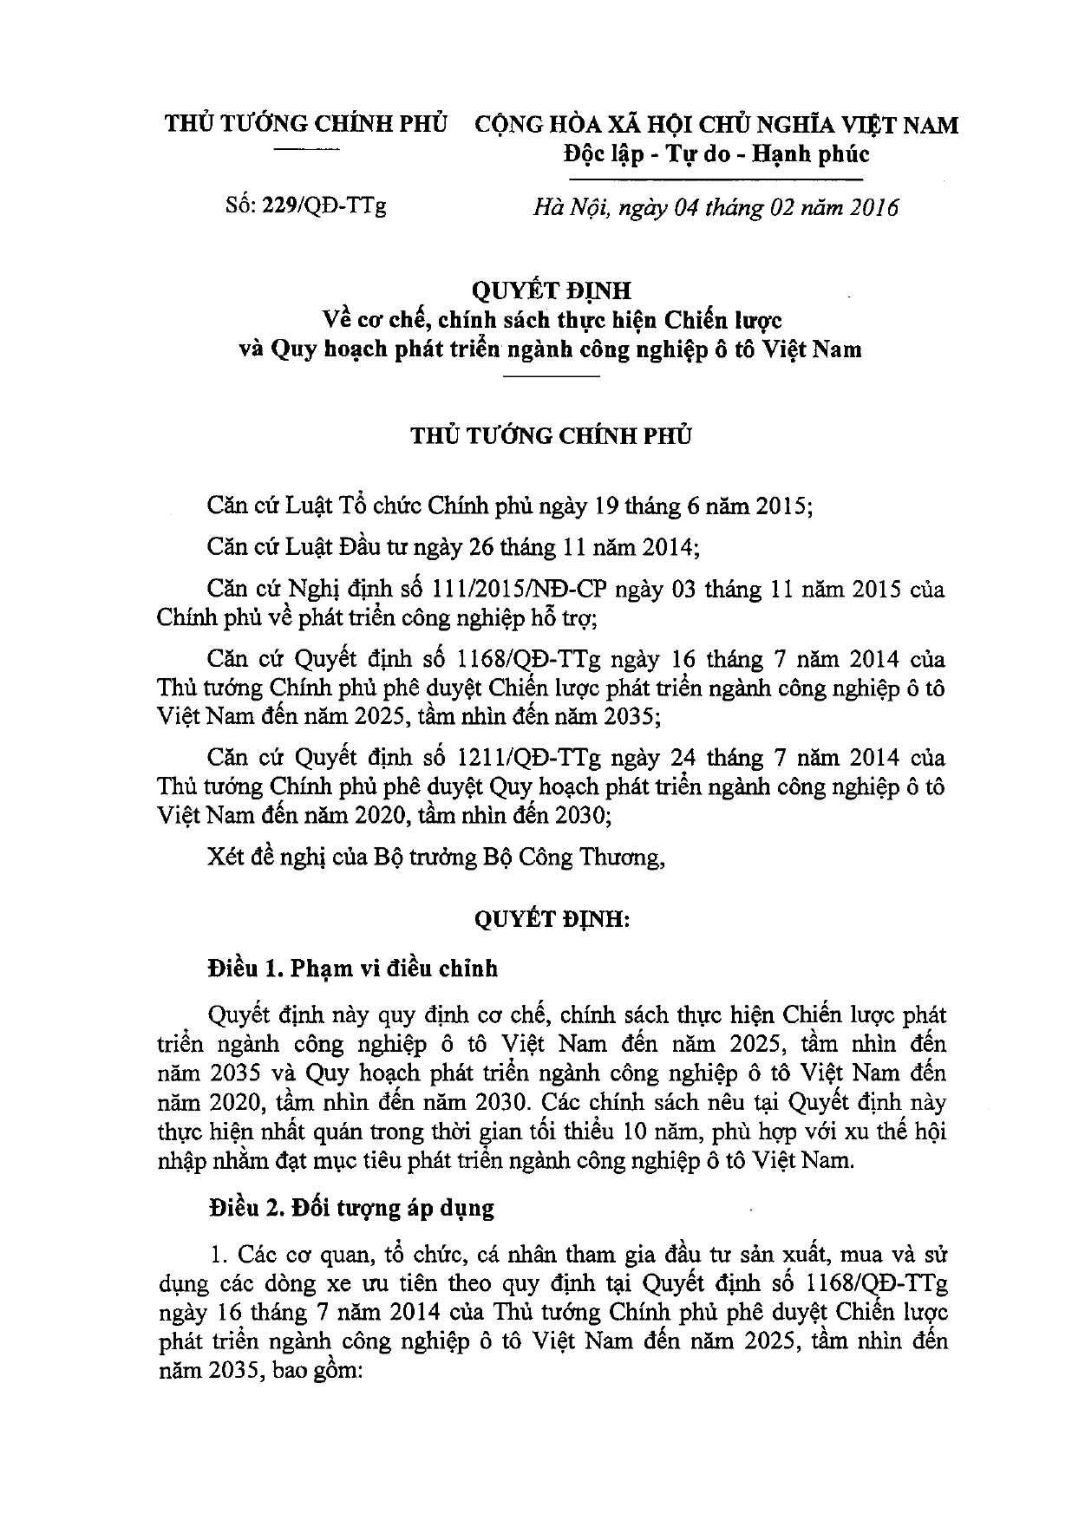 THỦ TƯỚNG CHÍNH PHỦ
CỘNG HÒA XÃ HỘI CHỦ NGHĨA VIỆT NAM
Độc lập - Tự do - Hạnh phúc
Số: 229/QĐ-TTg
Hà Nội, ngày 04 tháng 02 năm 2016
QUYẾT ĐỊNH
Về cơ chế, chính sách thực hiện Chiến lược
và Quy hoạch phát triển ngành công nghiệp ô tô Việt Nam
THỦ TƯỚNG CHÍNH PHỦ
Căn cứ Luật Tổ chức Chính phủ ngày 19 tháng 6 năm 2015;
Căn cứ Luật Đầu tư ngày 26 tháng 11 năm 2014;
Căn cứ Nghị định số 111/2015/NĐ-CP ngày 03 tháng 11 năm 2015 của
Chính phủ về phát triển công nghiệp hỗ trợ;
Căn cứ Quyết định số 1168/QĐ-TTg ngày 16 tháng 7 năm 2014 của
Thủ tướng Chính phủ phê duyệt Chiến lược phát triển ngành công nghiệp ô tô
Việt Nam đến năm 2025, tầm nhìn đến năm 2035;
Căn cứ Quyết định số 1211/QĐ-TTg ngày 24 tháng 7 năm 2014 của
Thủ tướng Chính phủ phê duyệt Quy hoạch phát triển ngành công nghiệp ô tô
Việt Nam đến năm 2020, tầm nhìn đến 2030;
Xét đề nghị của Bộ trưởng Bộ Công Thương,
QUYẾT ĐỊNH:
Điều 1. Phạm vi điều chỉnh
Quyết định này quy định cơ chế, chính sách thực hiện Chiến lược phát
triển ngành công nghiệp ô tô Việt Nam đến năm 2025, tầm nhìn đến
năm 2035 và Quy hoạch phát triển ngành công nghiệp ô tô Việt Nam đến
năm 2020, tầm nhìn đến năm 2030. Các chính sách nêu tại Quyết định này
thực hiện nhất quán trong thời gian tối thiểu 10 năm, phù hợp với xu thế hội
nhập nhằm đạt mục tiêu phát triển ngành công nghiệp ô tô Việt Nam.
Điều 2. Đối tượng áp dụng
1. Các cơ quan, tổ chức, cá nhân tham gia đầu tư sản xuất, mua và sử
dụng các dòng xe ưu tiên theo quy định tại Quyết định số 1168/QĐ-TTg
ngày 16 tháng 7 năm 2014 của Thủ tướng Chính phủ phê duyệt Chiến lược
phát triển ngành công nghiệp ô tô Việt Nam đến năm 2025, tầm nhìn đến
năm 2035, bao gồm: